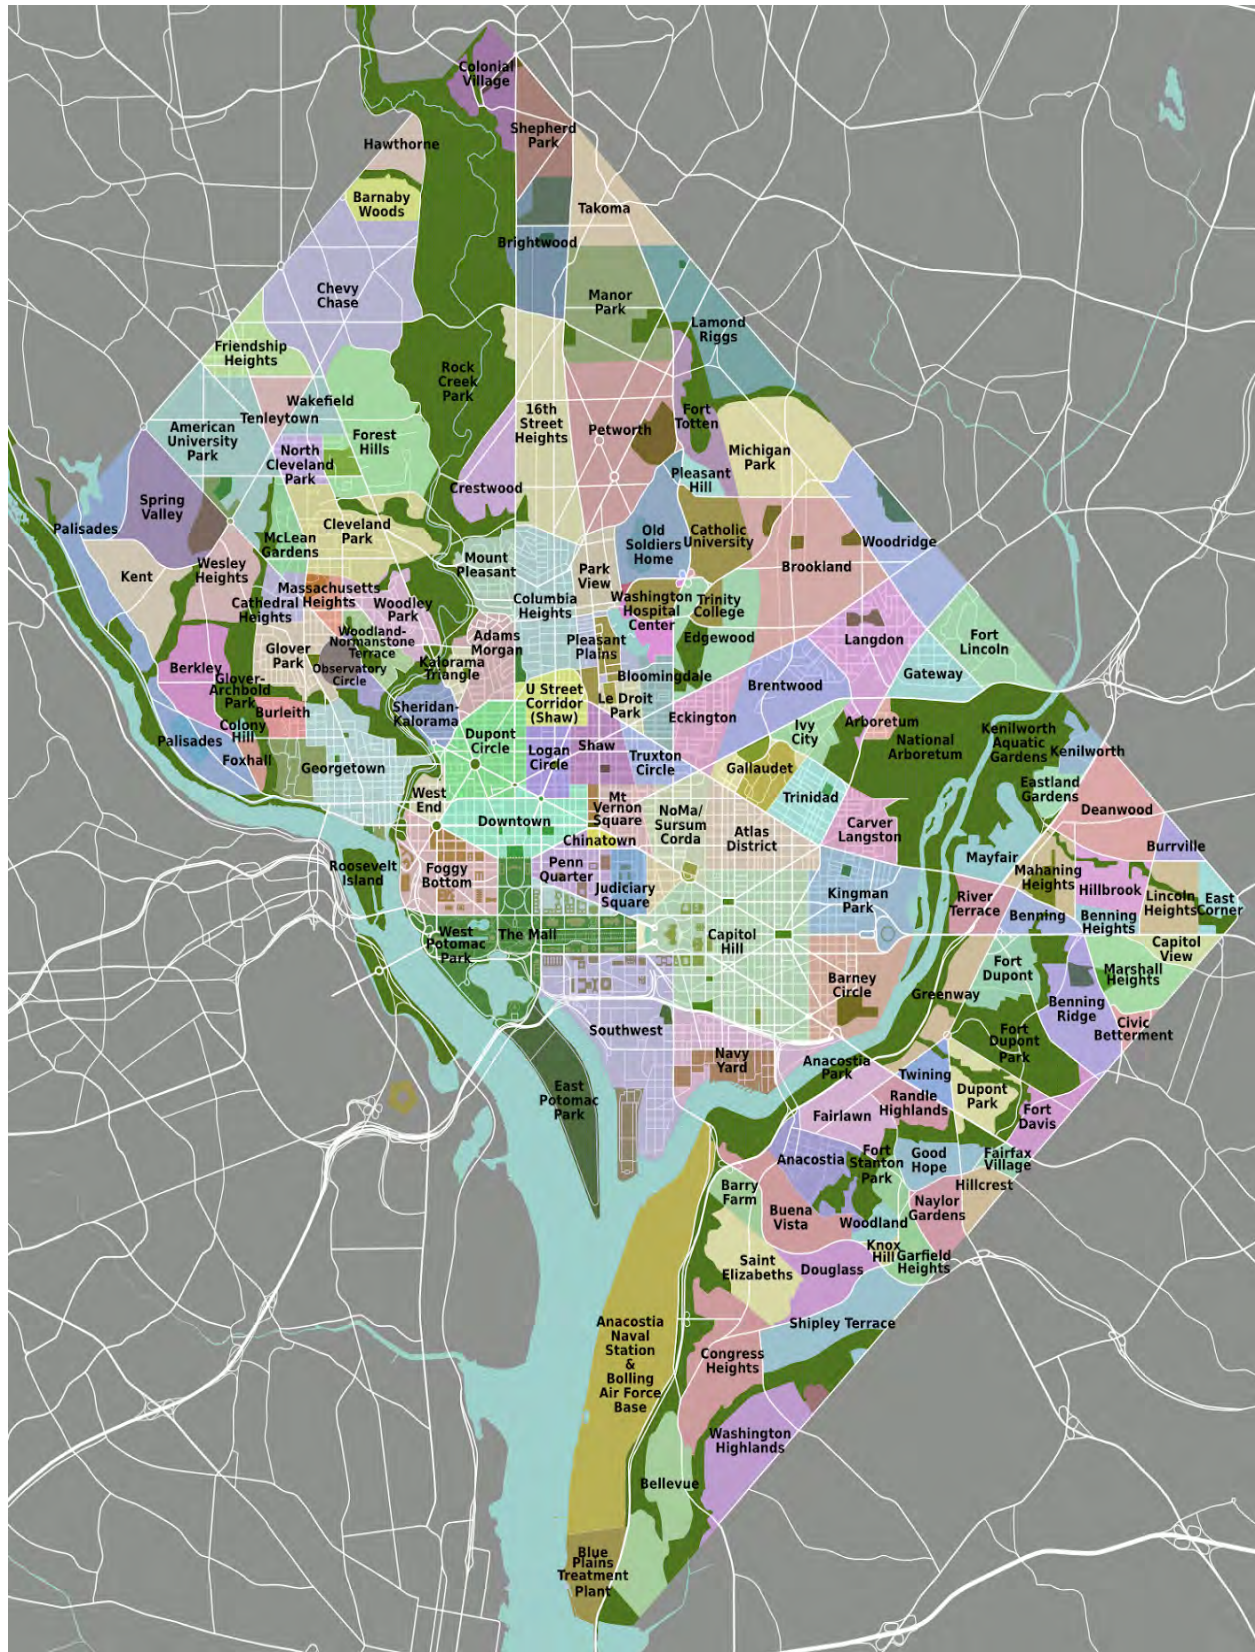 Colonial
Village
Shepherd
Park
Hawthorne
Barnaby
Woods
Takoma
Brightwood
Chevy
Chase
Manor
Park
Lamond
Riggs
Friendship
Heights
Rock
Creek
Park
Wakefield
Tenleytown
American
University
Park
16th
Street
Heights
Petworth
Fort
Totten
Forest
Hills
North
Cleveland
Park
Michigan
Park
Pleasant
Hill
Crestwood
Spring
Valley
Palisades
Cleveland
Park
McLean
Gardens
Old
Soldiers
Home
Catholic
University
Woodridge
Mount
Pleasant
Park
View
Brookland
Kent
Wesley
Heights
Massachusetts
Heights
Cathedral
Heights
Woodley
Park
Columbia
Heights
Washington
Hospital
Center
Trinity
College
Edgewood
Langdon
Fort
Lincoln
Woodland-
Normanstone
Terrace
Adams
Morgan
Pleasant
Plains
Glover
Park
Observatory
Circle
Kalorama
Triangle
Berkley
Glover-
Archbold
Park
Bloomingdale
Brentwood
Gateway
U Street
Corridor
(Shaw)
Le Droit
Park
Eckington
Sheridan-
Kalorama
Burleith
Colony
Hill
Palisades
Foxhall
Georgetown
Dupont
Circle
Logan
Circle
Shaw
Truxton
Circle
Ivy
City
Arboretum
National
Arboretum
Kenilworth
Aquatic
Gardens
Kenilworth
Gallaudet
Trinidad
Eastland
Gardens
Deanwood
West
End
Downtown
Mt
Vernon
Square
NoMa/
Sursum
Corda
Atlas
District
Carver
Langston
Chinatown
Burrville
Mayfair
Mahaning
Heights
Hillbrook
Roosevelt
Island
Foggy
Bottom
Penn
Quarter
Judiciary
Square
Kingman
Park
River
Terrace
Benning
Benning
Heights
Lincoln
Heights
East
Corner
West
Potomac
Park
The Mall
Capitol
Hill
Capitol
View
Fort
Dupont
Marshall
Heights
Barney
Circle
Greenway
Benning
Ridge
Civic
Betterment
Southwest
Fort
Dupont
Park
Navy
Yard
Anacostia
Park
Twining
East
Potomac
Park
Randle
Highlands
Dupont
Park
Fairlawn
Fort
Davis
Anacostia
Fort
Stanton
Park
Good
Hope
Fairfax
Village
Barry
Farm
Hillcrest
Buena
Vista
Woodland
Naylor
Gardens
Knox
Hill
Garfield
Heights
Saint
Elizabeths
Douglass
Shipley Terrace
Anacostia
Naval
Station
&
Bolling
Air Force
Base
Congress
Heights
Washington
Highlands
Bellevue
Blue
Plains
Treatment
Plant